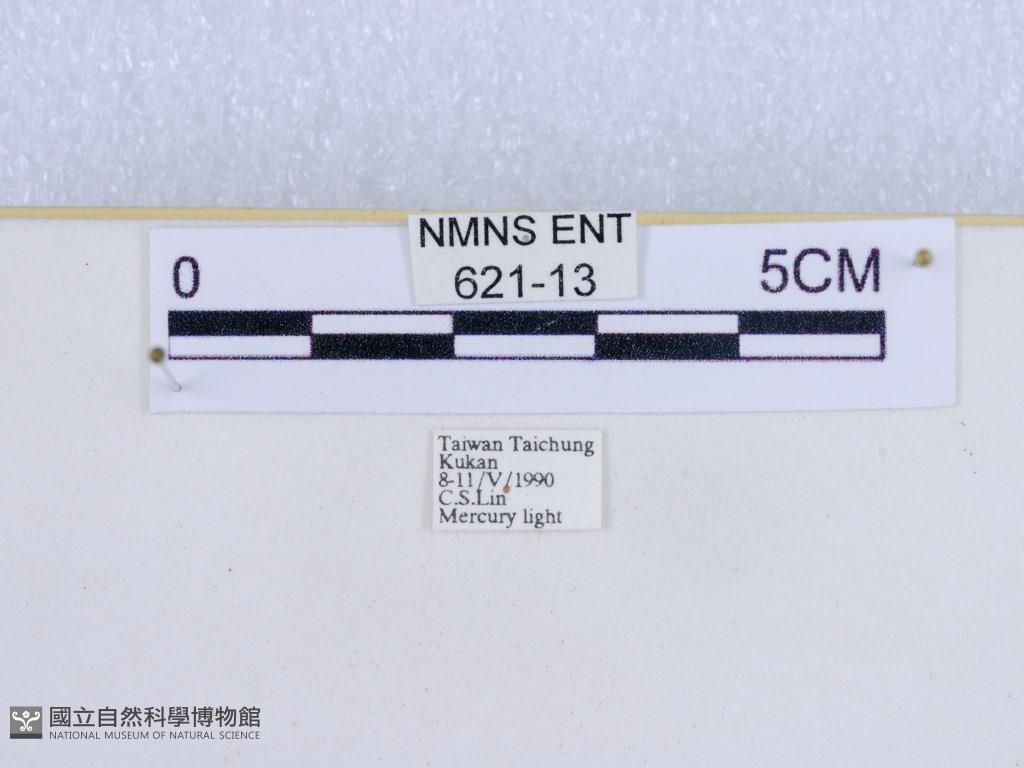 NMNS ENT
621-13
0
5CM
Taiwan Taichung
Kukan
8-11/V/1990
C.S.Lin
Mercury light
國立自然科學博物館
NATIONAL MUSEUM OF NATURAL SCIENCE